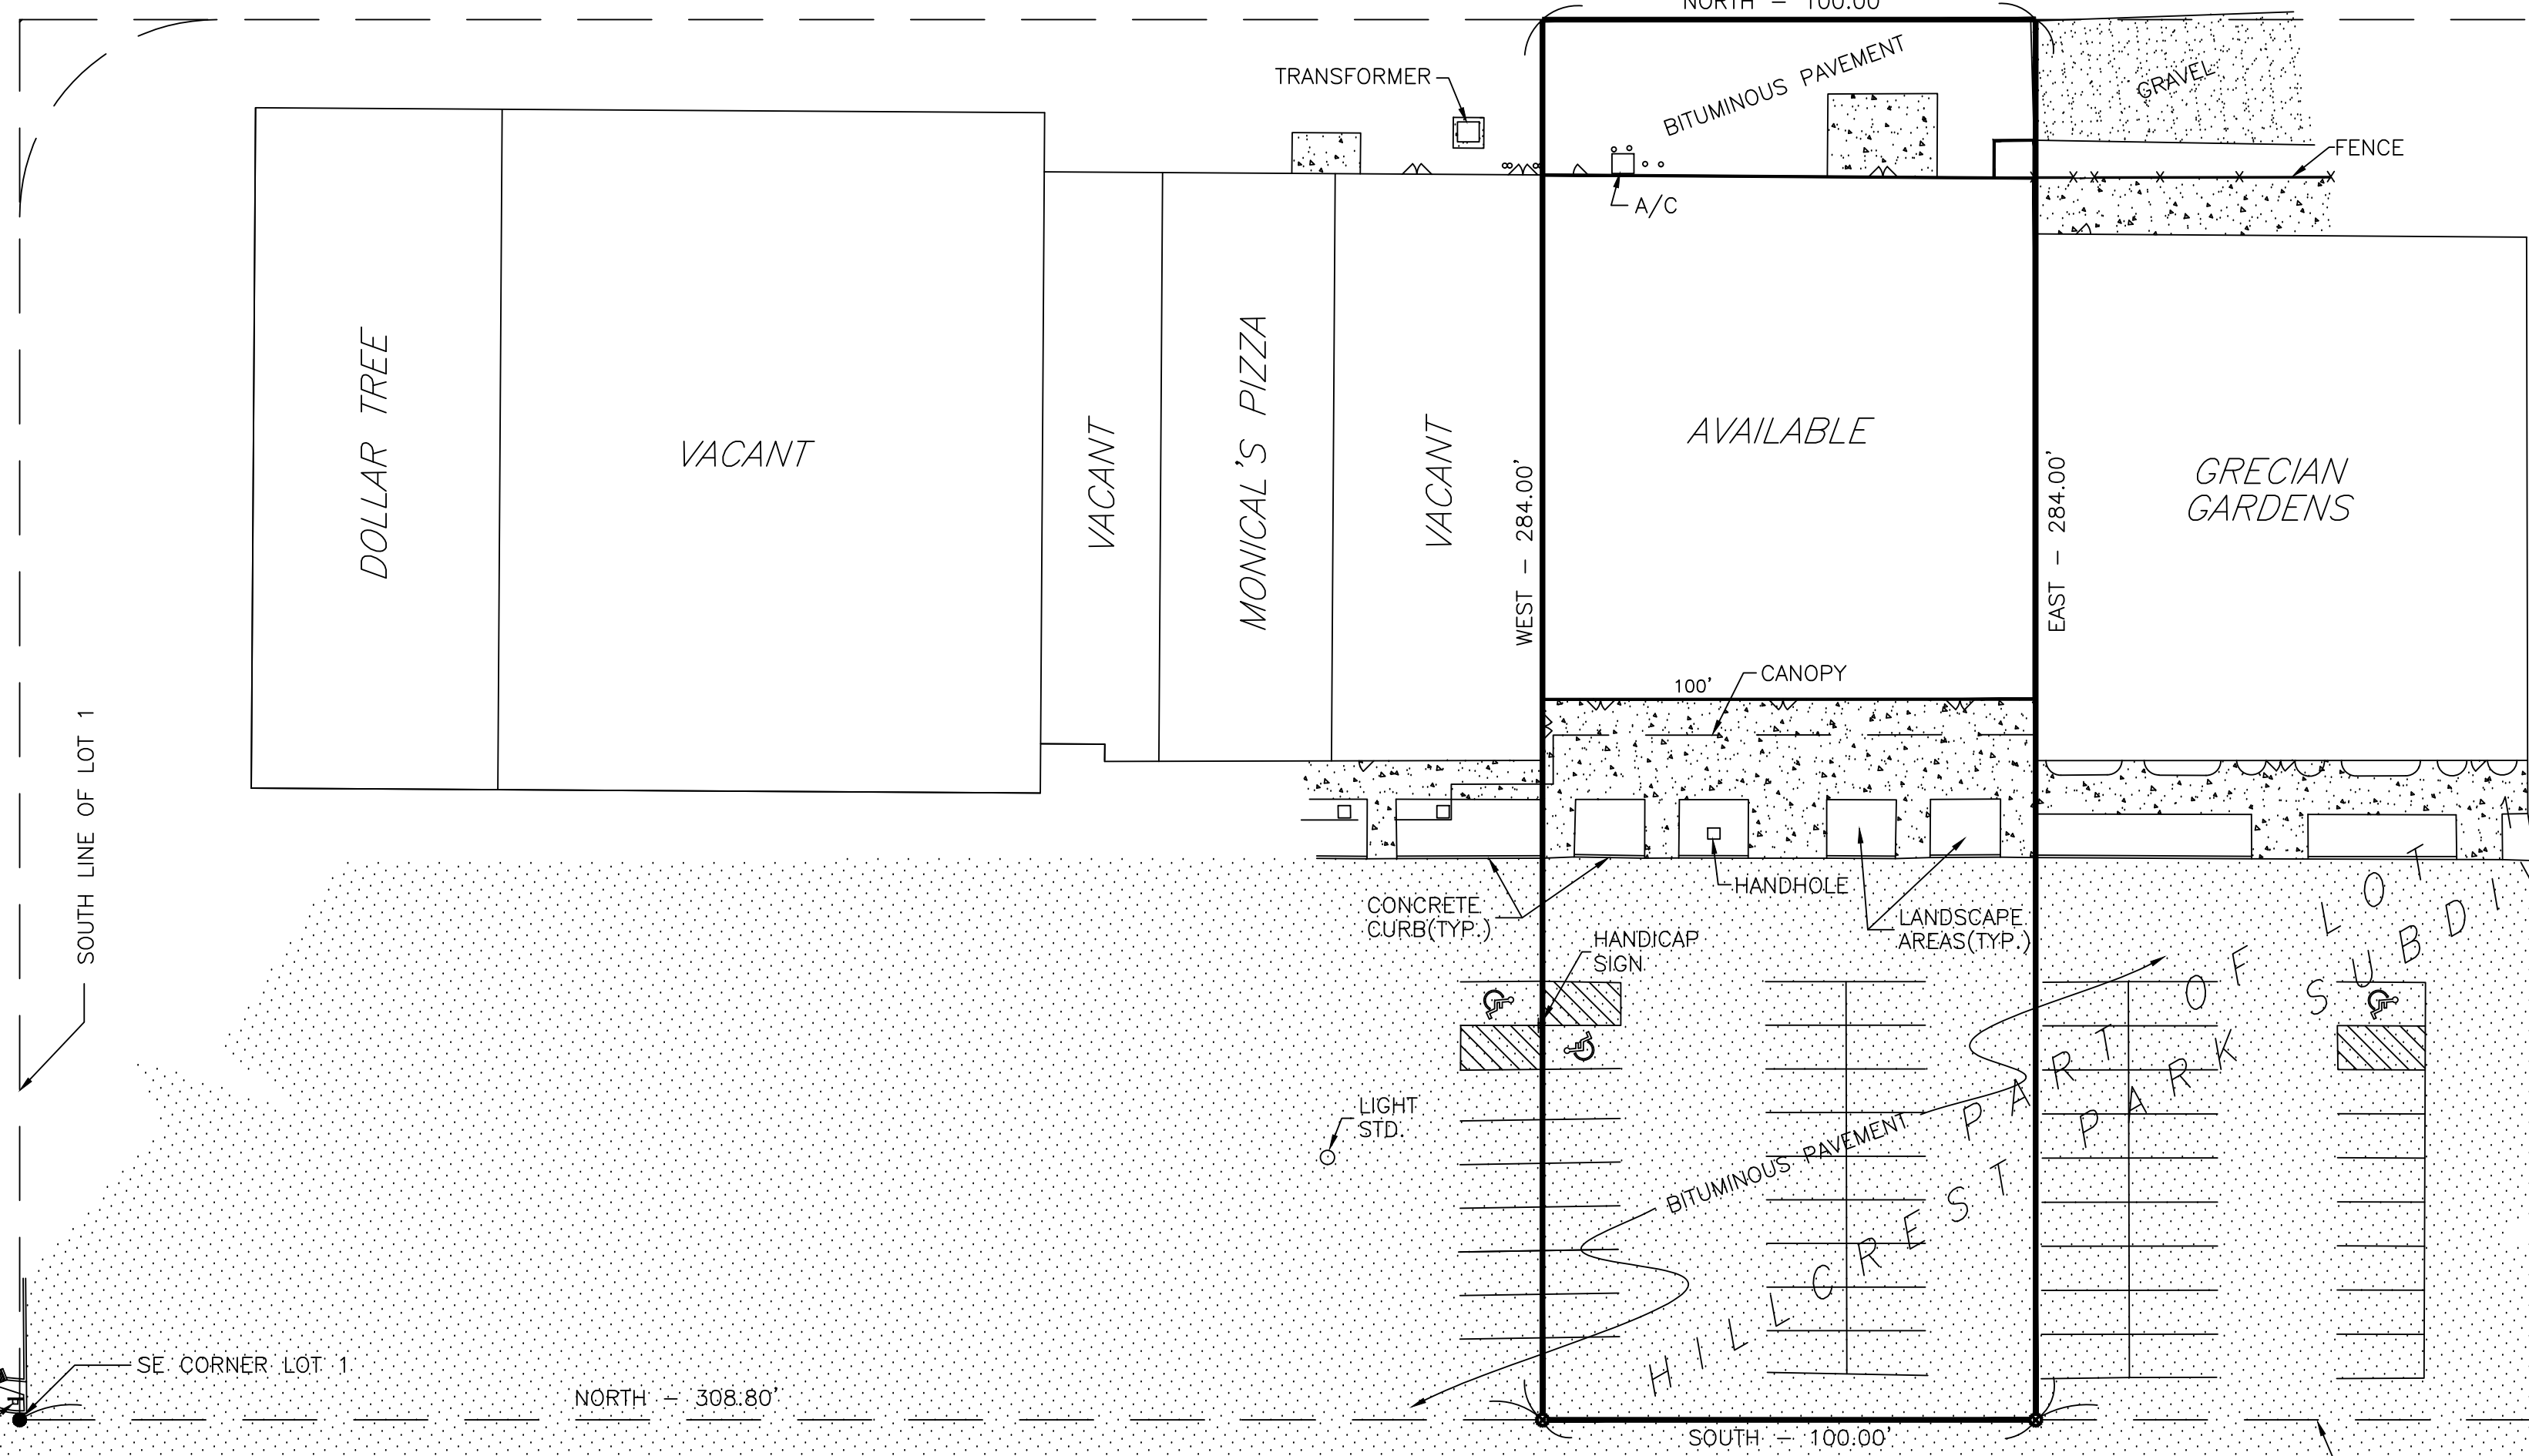 NORTH - 100.00'
BITUMINOUS PAVEMENT
TRANSFORMER
GRAVEL
FENCE
A/C
DOLLAR TREE
VACANT
VACANT
MONICAL'S PIZZA
VACANT
AVAILABLE
GRECIAN
GARDENS
WEST - 284.00'
EAST - 284.00'
100'
CANOPY
SOUTH LINE OF LOT 1
CONCRETE
CURB(TYP.)
HANDHOLE
LANDSCAPE
AREAS(TYP.)
HANDICAP
SIGN
LIGHT
STD.
BITUMINOUS PAVEMENT
PART OF LOT 1
HILLCREST PARK SUBDI
SE CORNER LOT 1
NORTH - 308.80'
SOUTH - 100.00'